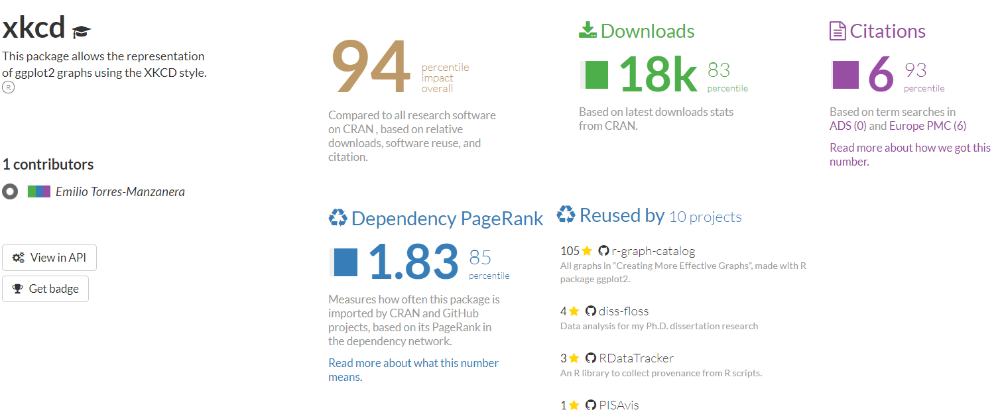 xkcd
This package allows the representation
of ggplot2 graphs using the XKCD style.
R
1 contributors
Emilio Torres-Manzanera
View in API
Get badge
94 percentile
impact
overall
Compared to all research software
on CRAN , based on relative
downloads, software reuse, and
citation.
Downloads
18k 83
percentile
Based on latest downloads stats
from CRAN.
Citations
6 93
percentile
Based on term searches in
ADS (0) and Europe PMC (6)
Read more about how we got this
number.
Dependency PageRank
1.83 85
percentile
Measures how often this package is
imported by CRAN and GitHub
projects, based on its PageRank in
the dependency network.
Read more about what this number
means.
Reused by 10 projects
105 r-graph-catalog
All graphs in “Creating More Effective Graphs”, made with R
package ggplot2.
4 diss-floss
Data analysis for my Ph.D. dissertation research
3 RDataTracker
An R library to collect provenance from R scripts.
1 PISAvis